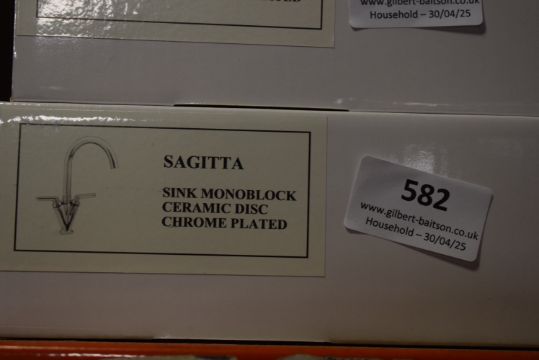 www.gilbert-baitson.co.uk
Household – 30/04/25
SAGITTA
SINK MONOBLOCK
CERAMIC DISC
CHROME PLATED
582
www.gilbert-baitson.co.uk
Household – 30/04/25